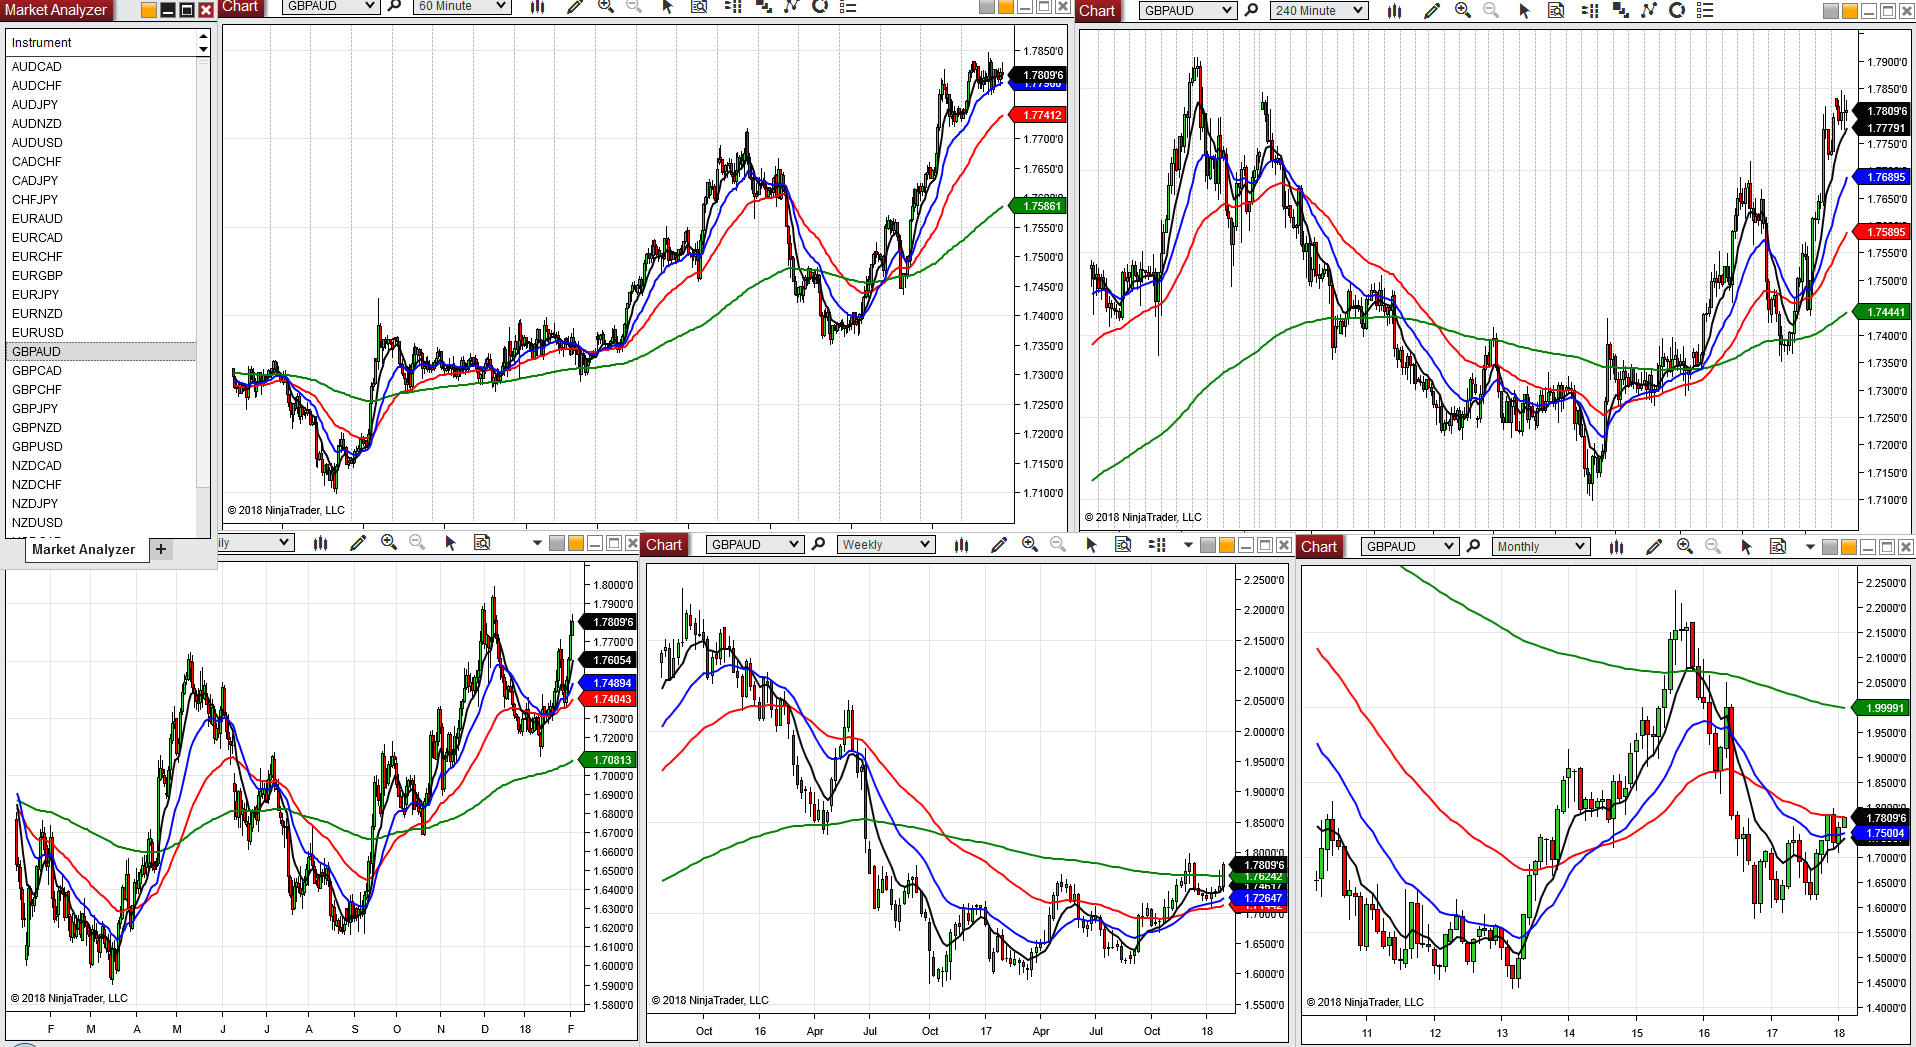 Market Analyzer
Instrument
AUDCAD
AUDCHF
AUDJPY
AUDNZD
AUDUSD
CADCHF
CADJPY
CHFJPY
EURAUD
EURCAD
EURCHF
EURGBP
EURJPY
EURNZD
EURUSD
GBPAUD
GBPCAD
GBPCHF
GBPJPY
GBPNZD
GBPUSD
NZDCAD
NZDCHF
NZDJPY
NZDUSD
Market Analyzer +
Chart GBPAUD 60 Minute
1.7850'0
1.7809'6
1.77412
1.7700'0
1.7650'0
1.75861
1.7550'0
1.7500'0
1.7450'0
1.7400'0
1.7350'0
1.7300'0
1.7250'0
1.7200'0
1.7150'0
1.7100'0
© 2018 NinjaTrader, LLC
Chart GBPAUD 240 Minute
1.7900'0
1.7850'0
1.7809'6
1.77791
1.7750'0
1.76895
1.7650'0
1.75895
1.7550'0
1.7500'0
1.74441
1.7400'0
1.7350'0
1.7300'0
1.7250'0
1.7200'0
1.7150'0
1.7100'0
© 2018 NinjaTrader, LLC
ily
1.8000'0
1.7900'0
1.7809'6
1.7700'0
1.76054
1.74894
1.74043
1.7300'0
1.7200'0
1.70813
1.7000'0
1.6900'0
1.6800'0
1.6700'0
1.6600'0
1.6500'0
1.6400'0
1.6300'0
1.6200'0
1.6100'0
1.6000'0
1.5900'0
1.5800'0
© 2018 NinjaTrader, LLC
F M A M J J A S O N D 18 F
Chart GBPAUD Weekly
2.2500'0
2.2000'0
2.1500'0
2.1000'0
2.0500'0
2.0000'0
1.9500'0
1.9000'0
1.8500'0
1.8000'0
1.7809'6
1.76242
1.72647
1.6500'0
1.6000'0
1.5500'0
© 2018 NinjaTrader, LLC
Oct 16 Apr Jul Oct 17 Apr Jul Oct 18
Chart GBPAUD Monthly
2.2500'0
2.2000'0
2.1500'0
2.1000'0
2.0500'0
1.99991
1.9500'0
1.9000'0
1.8500'0
1.7809'6
1.75004
1.7000'0
1.6500'0
1.6000'0
1.5500'0
1.5000'0
1.4500'0
1.4000'0
© 2018 NinjaTrader, LLC
11 12 13 14 15 16 17 18